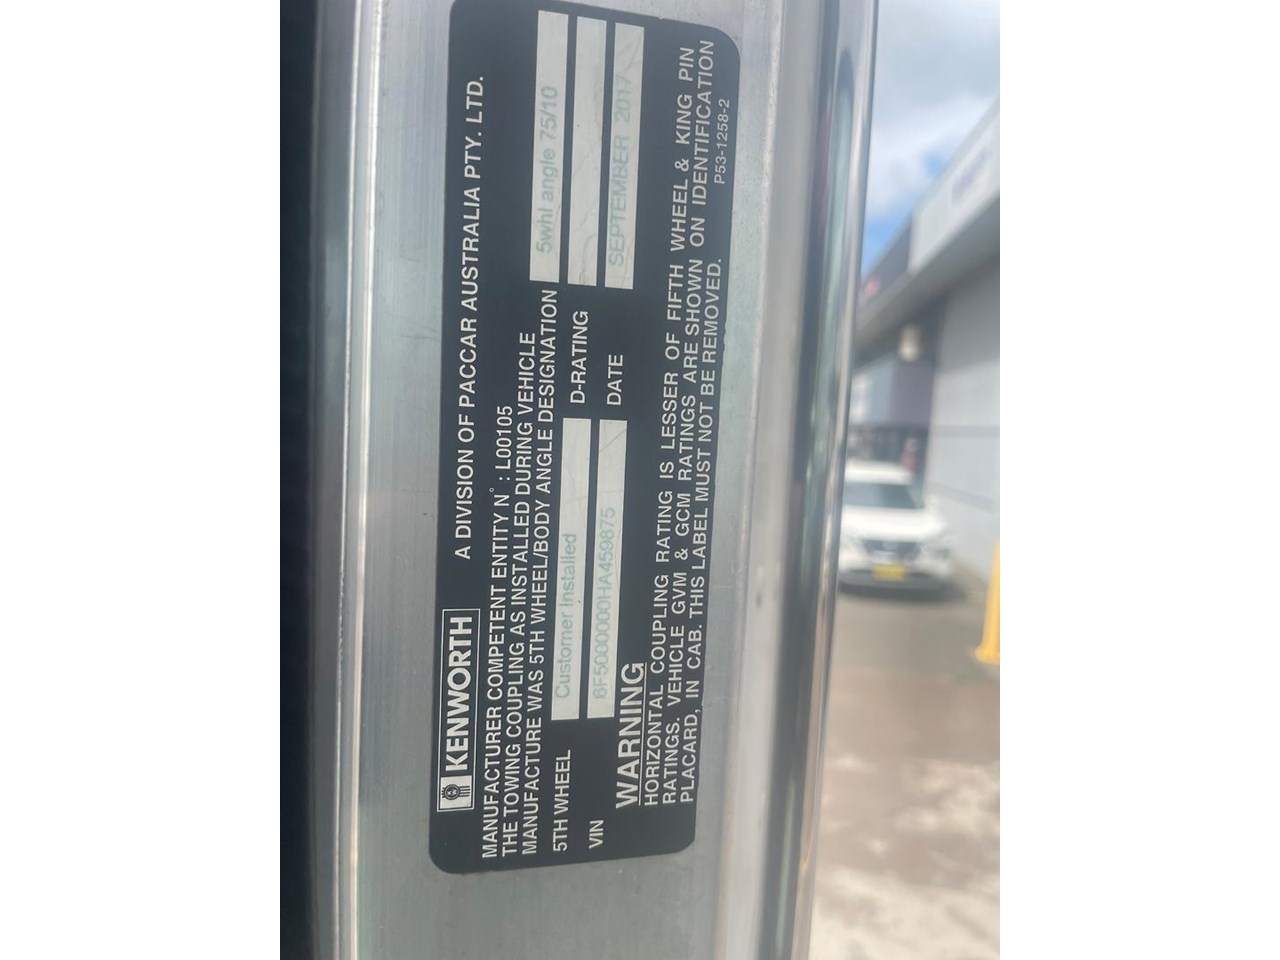 KENWORTH A DIVISION OF PACCAR AUSTRALIA PTY. LTD.
MANUFACTURER COMPETENT ENTITY N° : L00105
THE TOWING COUPLING AS INSTALLED DURING VEHICLE
MANUFACTURE WAS 5TH WHEEL/BODY ANGLE DESIGNATION 5whl angle 75/10
5TH WHEEL Customer Installed D-RATING
VIN 6F5000000HA459875 DATE SEPTEMBER 2017
WARNING
HORIZONTAL COUPLING RATING IS LESSER OF FIFTH WHEEL & KING PIN
RATINGS. VEHICLE GVM & GCM RATINGS ARE SHOWN ON IDENTIFICATION
PLACARD, IN CAB. THIS LABEL MUST NOT BE REMOVED. P53-1258-2